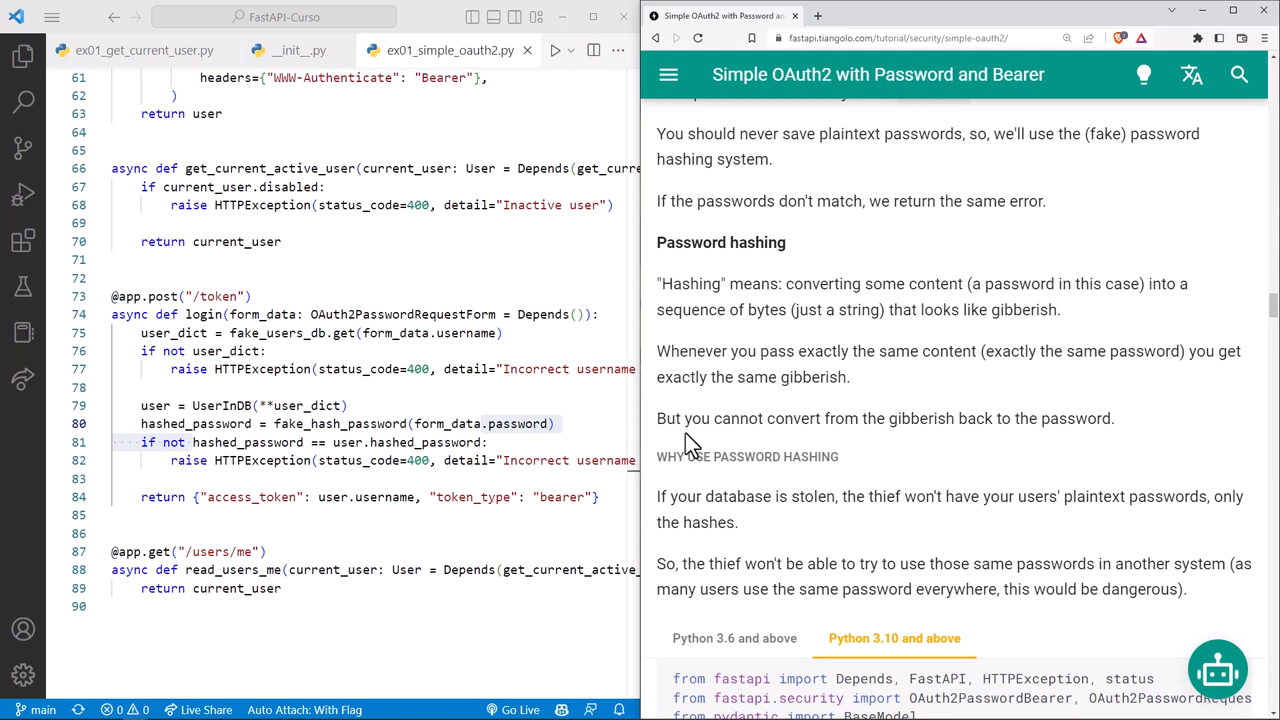 FastAPI-Curso
ex01_get_current_user.py
__init__.py
ex01_simple_oauth2.py
61 headers={"WWW-Authenticate": "Bearer"},
62 )
63 return user
64
65
66 async def get_current_active_user(current_user: User = Depends(get_curr
67 if current_user.disabled:
68 raise HTTPException(status_code=400, detail="Inactive user")
69
70 return current_user
71
72
73 @app.post("/token")
74 async def login(form_data: OAuth2PasswordRequestForm = Depends()):
75 user_dict = fake_users_db.get(form_data.username)
76 if not user_dict:
77 raise HTTPException(status_code=400, detail="Incorrect username
78
79 user = UserInDB(**user_dict)
80 hashed_password = fake_hash_password(form_data.password)
81 if not hashed_password == user.hashed_password:
82 raise HTTPException(status_code=400, detail="Incorrect username
83
84 return {"access_token": user.username, "token_type": "bearer"}
85
86
87 @app.get("/users/me")
88 async def read_users_me(current_user: User = Depends(get_current_active_
89 return current_user
90
main
0
0
Live Share
Auto Attach: With Flag
Go Live
Simple OAuth2 with Password an
fastapi.tiangolo.com/tutorial/security/simple-oauth2/
Simple OAuth2 with Password and Bearer
You should never save plaintext passwords, so, we'll use the (fake) password
hashing system.
If the passwords don't match, we return the same error.
Password hashing
"Hashing" means: converting some content (a password in this case) into a
sequence of bytes (just a string) that looks like gibberish.
Whenever you pass exactly the same content (exactly the same password) you get
exactly the same gibberish.
But you cannot convert from the gibberish back to the password.
WHY USE PASSWORD HASHING
If your database is stolen, the thief won't have your users' plaintext passwords, only
the hashes.
So, the thief won't be able to try to use those same passwords in another system (as
many users use the same password everywhere, this would be dangerous).
Python 3.6 and above
Python 3.10 and above
from fastapi import Depends, FastAPI, HTTPException, status
from fastapi.security import OAuth2PasswordBearer, OAuth2PasswordReques
from pydantic import BaseModel